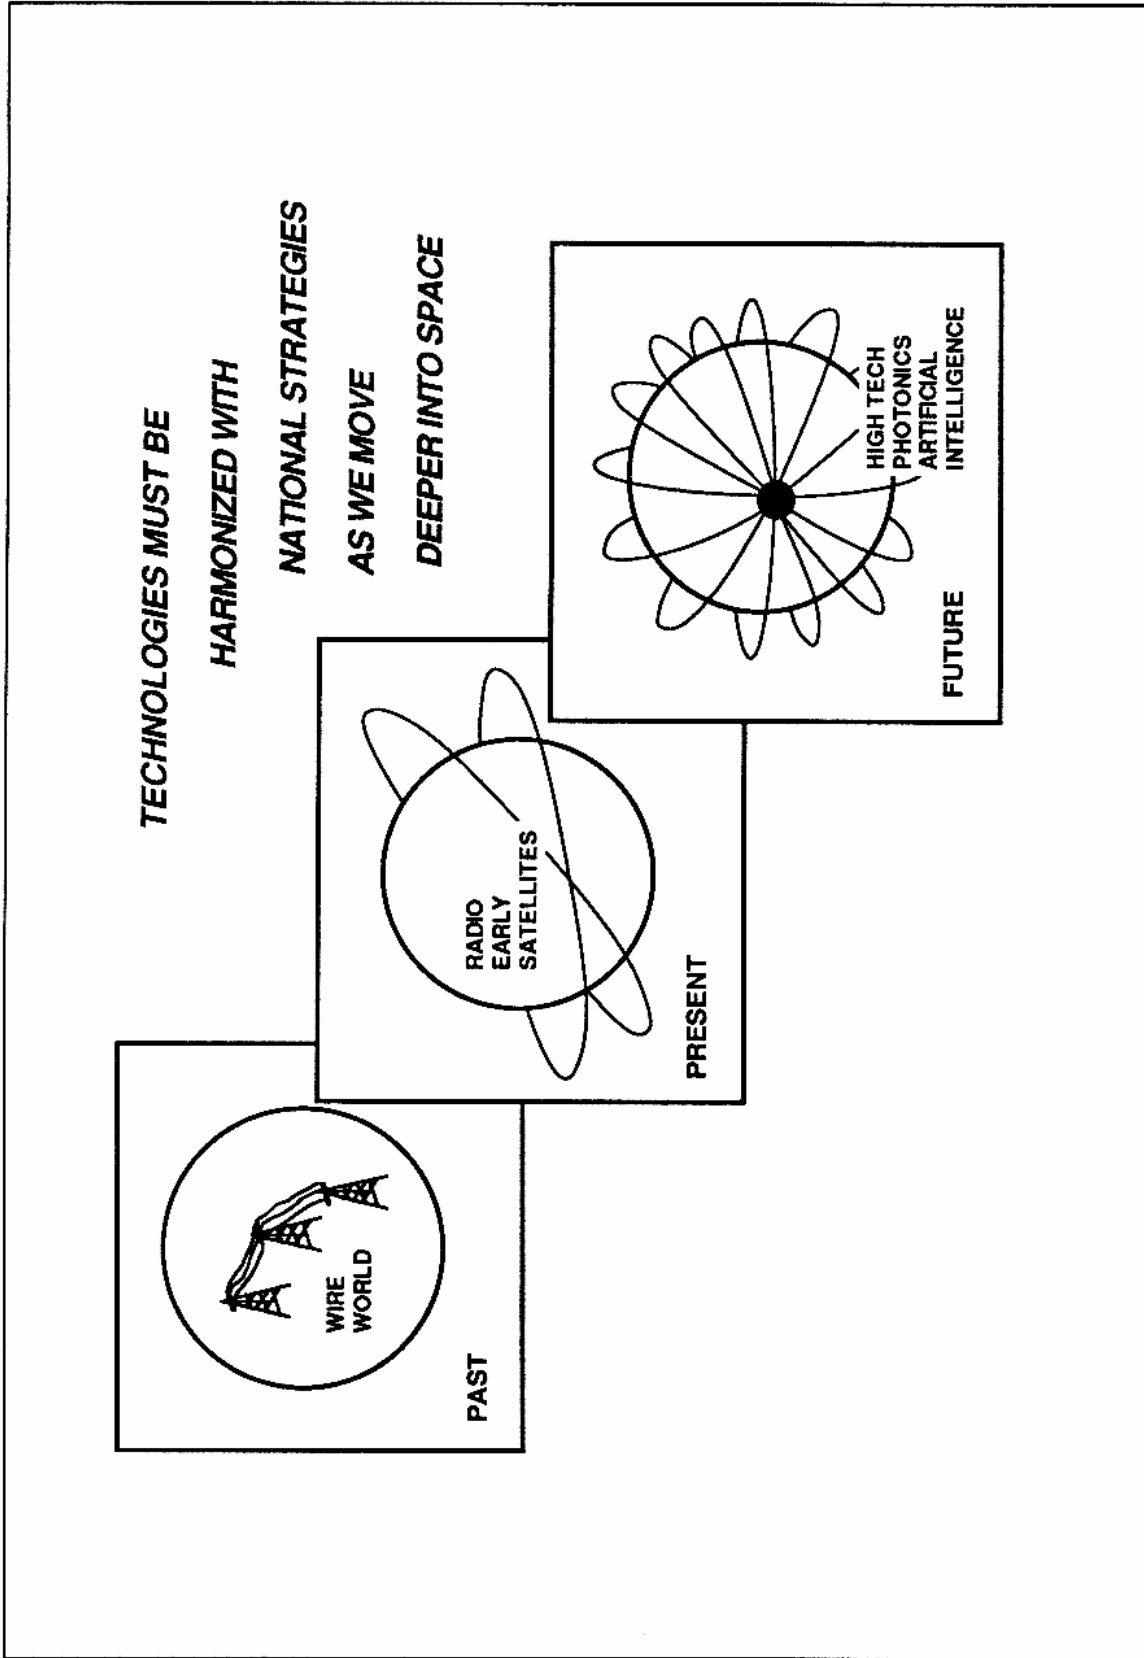 TECHNOLOGIES MUST BE
HARMONIZED WITH
NATIONAL STRATEGIES
AS WE MOVE
DEEPER INTO SPACE
WIRE
WORLD
PAST
RADIO
EARLY
SATELLITES
PRESENT
HIGH TECH
PHOTONICS
ARTIFICIAL
INTELLIGENCE
FUTURE